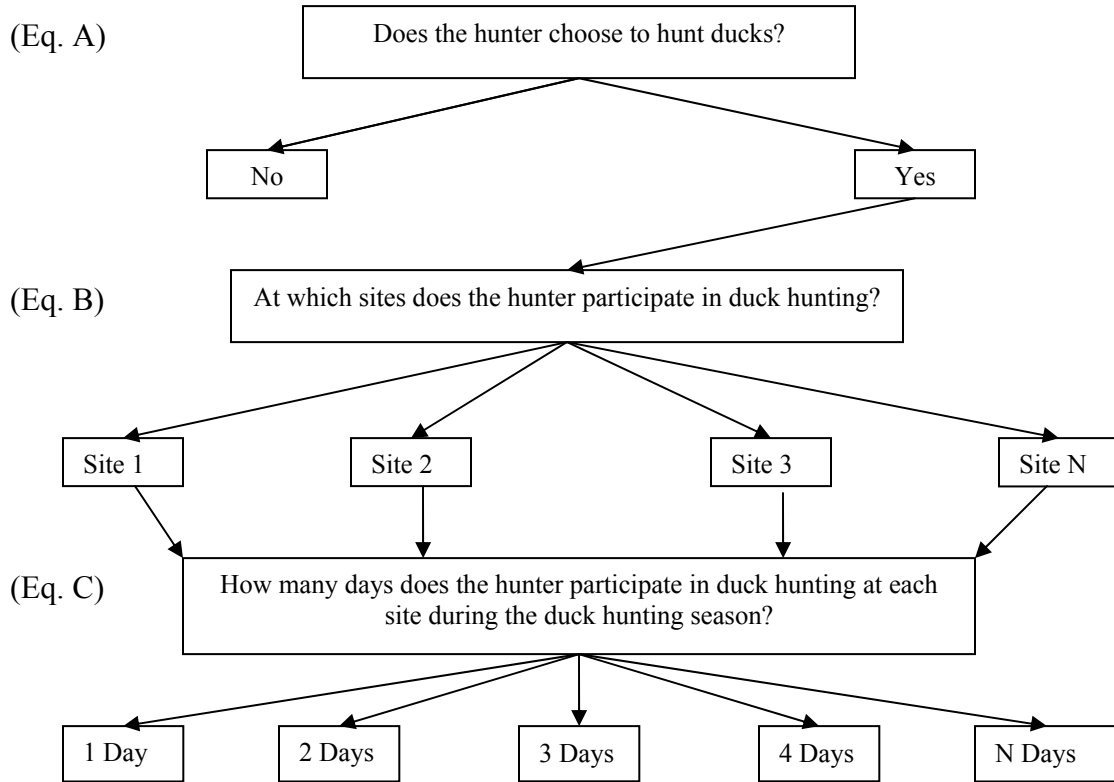 (Eq. A)
Does the hunter choose to hunt ducks?
No
Yes
(Eq. B)
At which sites does the hunter participate in duck hunting?
Site 1
Site 2
Site 3
Site N
(Eq. C)
How many days does the hunter participate in duck hunting at each
site during the duck hunting season?
1 Day
2 Days
3 Days
4 Days
N Days